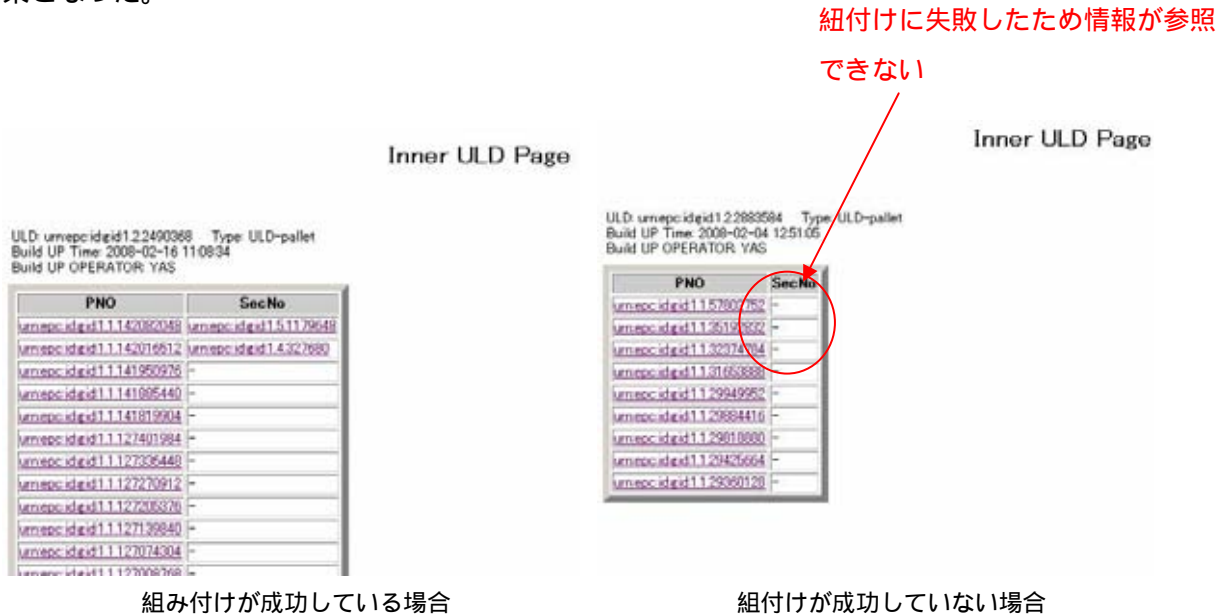 紐付けに失敗したため情報が参照
できない
Inner ULD Page
ULD: urn:epc:id:gid:1.2.2490368 Type: ULD-pallet
Build UP Time: 2008-02-16 11:08:34
Build UP OPERATOR: YAS
PNO SecNo
urn:epc:id:gid:1.1.142082048 urn:epc:id:gid:1.5.1179648
urn:epc:id:gid:1.1.142016512 urn:epc:id:gid:1.4.327680
urn:epc:id:gid:1.1.141950976 -
urn:epc:id:gid:1.1.141885440 -
urn:epc:id:gid:1.1.141819904 -
urn:epc:id:gid:1.1.127401984 -
urn:epc:id:gid:1.1.127336448 -
urn:epc:id:gid:1.1.127270912 -
urn:epc:id:gid:1.1.127205376 -
urn:epc:id:gid:1.1.127139840 -
urn:epc:id:gid:1.1.127074304 -
urn:epc:id:gid:1.1.127008768 -
組み付けが成功している場合
Inner ULD Page
ULD: urn:epc:id:gid:1.2.2883584 Type: ULD-pallet
Build UP Time: 2008-02-04 12:51:05
Build UP OPERATOR: YAS
PNO SecNo
-
-
-
urn:epc:id:gid:1.1.31653888 -
urn:epc:id:gid:1.1.29949952 -
urn:epc:id:gid:1.1.29884416 -
urn:epc:id:gid:1.1.29818880 -
urn:epc:id:gid:1.1.29425664 -
urn:epc:id:gid:1.1.29360128 -
組付けが成功していない場合